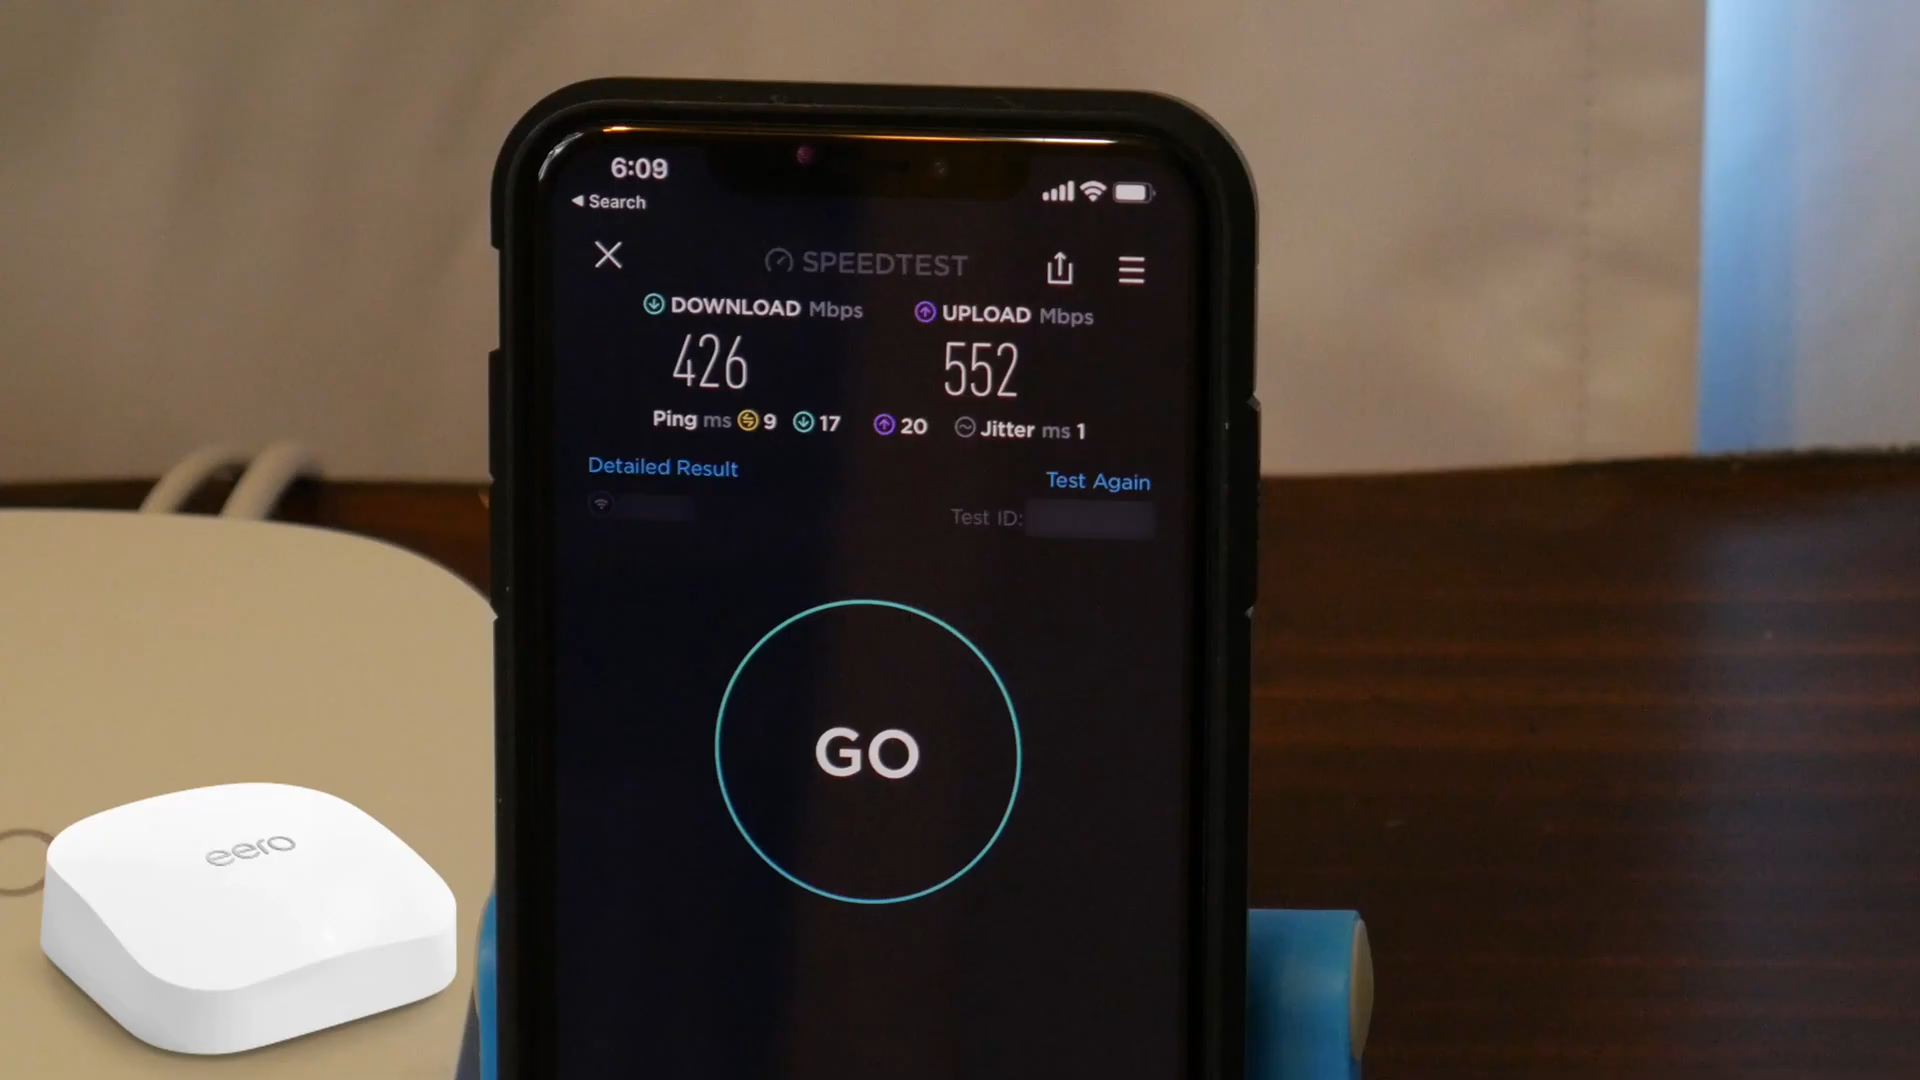 6:09
◀ Search
SPEEDTEST
DOWNLOAD Mbps
UPLOAD Mbps
426
552
Ping ms 9 17 20 Jitter ms 1
Detailed Result
Test Again
Test ID:
GO
eero